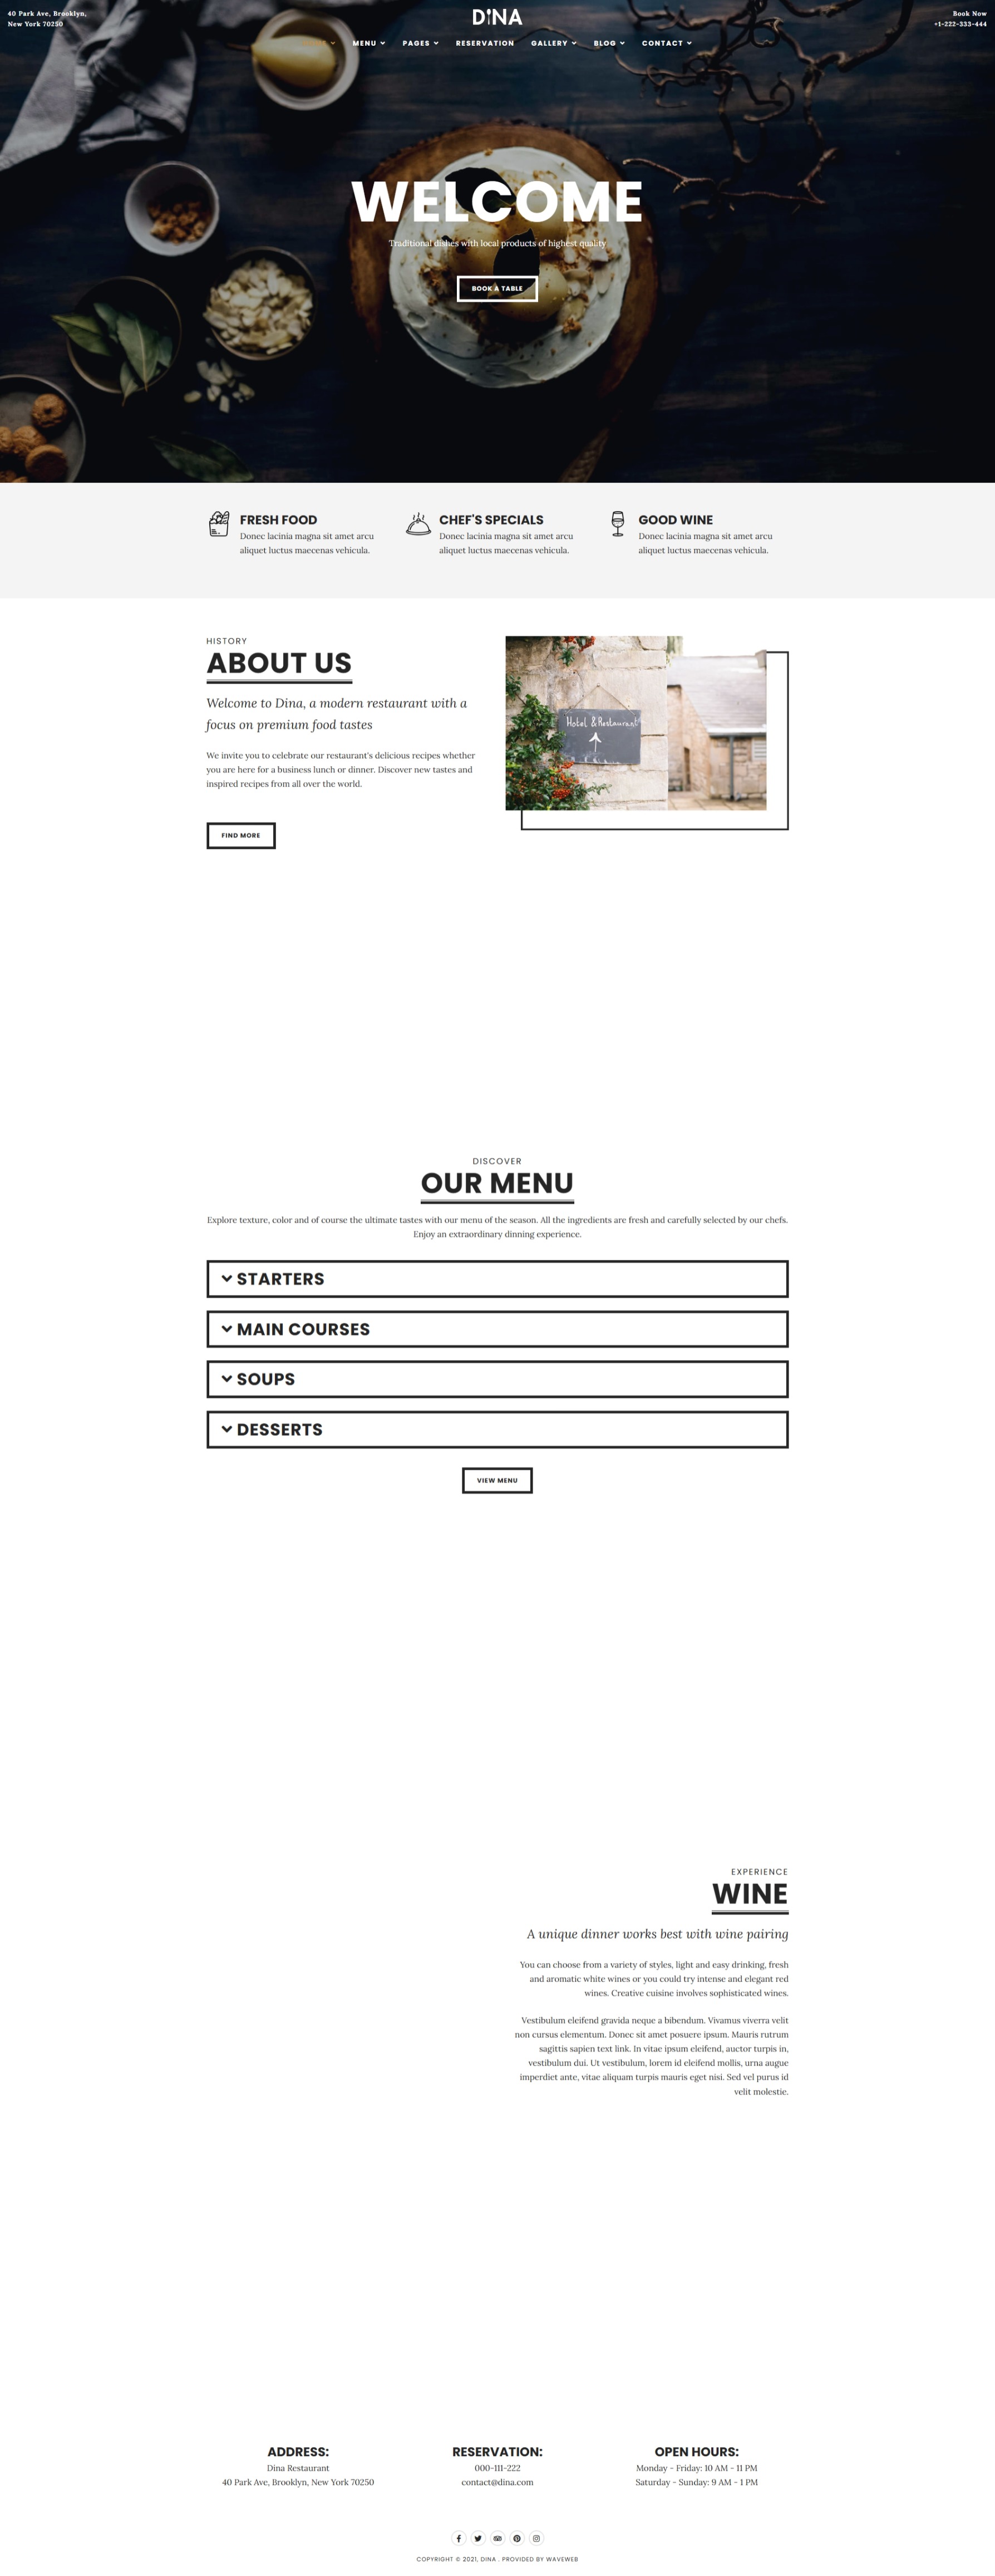 40 Park Ave, Brooklyn,
New York 70250
DINA
Book Now
+1-222-333-444
MENU PAGES RESERVATION GALLERY BLOG CONTACT
WELCOME
Traditional dishes with local products of highest quality
BOOK A TABLE
FRESH FOOD
Donec lacinia magna sit amet arcu
aliquet luctus maecenas vehicula.
CHEF'S SPECIALS
Donec lacinia magna sit amet arcu
aliquet luctus maecenas vehicula.
GOOD WINE
Donec lacinia magna sit amet arcu
aliquet luctus maecenas vehicula.
HISTORY
ABOUT US
Welcome to Dina, a modern restaurant with a
focus on premium food tastes
We invite you to celebrate our restaurant's delicious recipes whether
you are here for a business lunch or dinner. Discover new tastes and
inspired recipes from all over the world.
FIND MORE
Hotel & Restaurant
DISCOVER
OUR MENU
Explore texture, color and of course the ultimate tastes with our menu of the season. All the ingredients are fresh and carefully selected by our chefs.
Enjoy an extraordinary dinning experience.
STARTERS
MAIN COURSES
SOUPS
DESSERTS
VIEW MENU
EXPERIENCE
WINE
A unique dinner works best with wine pairing
You can choose from a variety of styles, light and easy drinking, fresh
and aromatic white wines or you could try intense and elegant red
wines. Creative cuisine involves sophisticated wines.
Vestibulum eleifend gravida neque a bibendum. Vivamus viverra velit
non cursus elementum. Donec sit amet posuere ipsum. Mauris rutrum
sagittis sapien text link. In vitae ipsum eleifend, auctor turpis in,
vestibulum dui. Ut vestibulum, lorem id eleifend mollis, urna augue
imperdiet ante, vitae aliquam turpis mauris eget nisi. Sed vel purus id
velit molestie.
ADDRESS:
Dina Restaurant
40 Park Ave, Brooklyn, New York 70250
RESERVATION:
000-111-222
contact@dina.com
OPEN HOURS:
Monday - Friday: 10 AM - 11 PM
Saturday - Sunday: 9 AM - 1 PM
COPYRIGHT © 2021, DINA . PROVIDED BY WAVEWEB